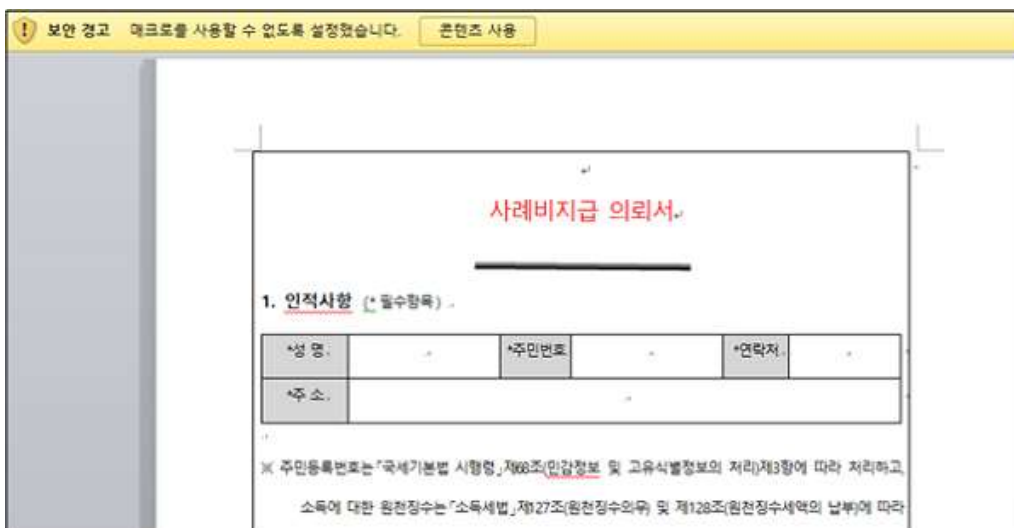 보안 경고 매크로를 사용할 수 없도록 설정했습니다. 콘텐츠 사용
사례비지급 의뢰서
1. 인적사항 (* 필수항목)
*성 명 *주민번호 *연락처
*주 소
※ 주민등록번호는「국세기본법 시행령」제68조(민감정보 및 고유식별정보의 처리)제3항에 따라 처리하고,
소득에 대한 원천징수는「소득세법」제127조(원천징수의무) 및 제128조(원천징수세액의 납부)에 따라